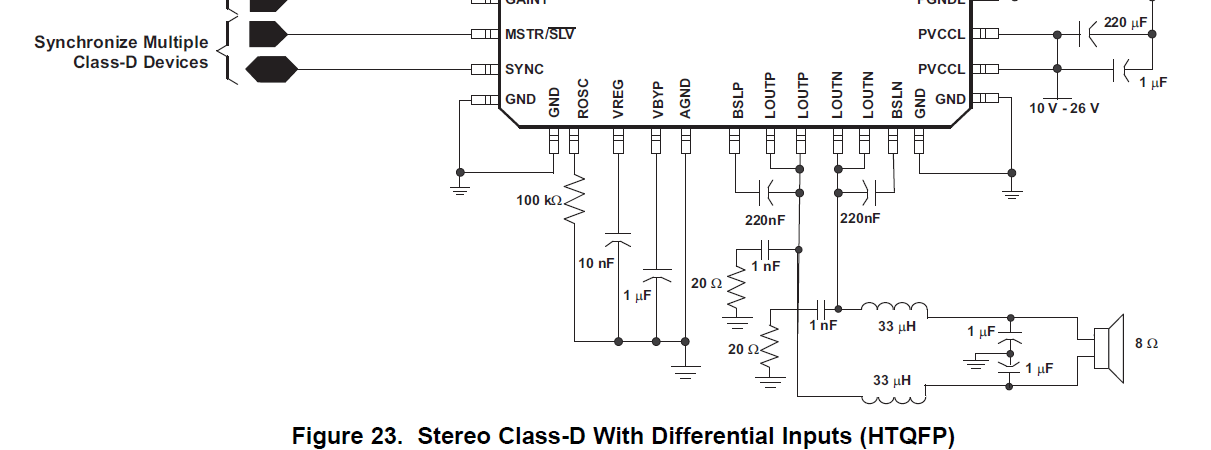 GAIN1
PGNDL
Synchronize Multiple
Class-D Devices
MSTR/SLV
SYNC
GND
PVCCL
PVCCL
GND
220 μF
1 μF
10 V - 26 V
GND
ROSC
VREG
VBYP
AGND
BSLP
LOUTP
LOUTP
LOUTN
LOUTN
BSLN
GND
100 kΩ
10 nF
1 μF
220nF
220nF
1 nF
20 Ω
1 nF
20 Ω
33 μH
33 μH
1 μF
1 μF
8 Ω
Figure 23. Stereo Class-D With Differential Inputs (HTQFP)